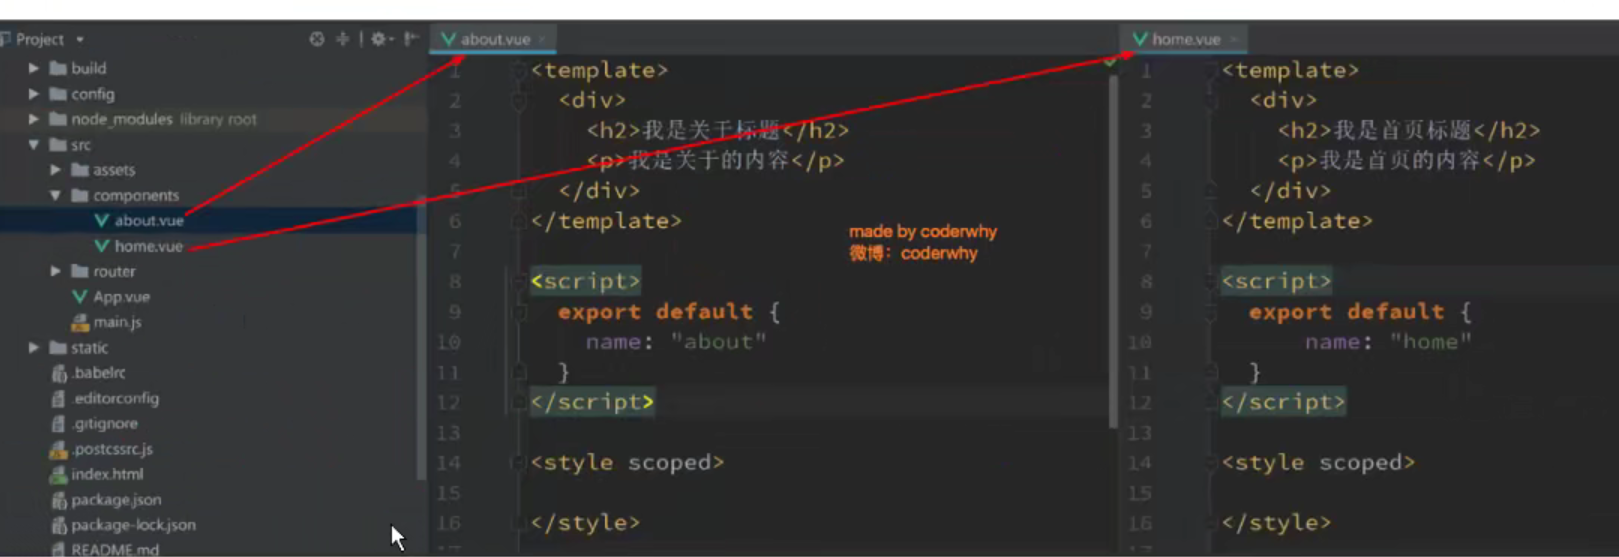 Project
build
config
node_modules library root
src
assets
components
about.vue
home.vue
router
App.vue
main.js
static
.babelrc
.editorconfig
.gitignore
.postcssrc.js
index.html
package.json
package-lock.json
README.md
about.vue
1 <template>
2 <div>
3 <h2>我是关于标题</h2>
4 <p>我是关于的内容</p>
5 </div>
6 </template>
7
8 <script>
9 export default {
10 name: "about"
11 }
12 </script>
13
14 <style scoped>
15
16 </style>
made by coderwhy
微博：coderwhy
home.vue
1 <template>
2 <div>
3 <h2>我是首页标题</h2>
4 <p>我是首页的内容</p>
5 </div>
6 </template>
7
8 <script>
9 export default {
10 name: "home"
11 }
12 </script>
13
14 <style scoped>
15
16 </style>